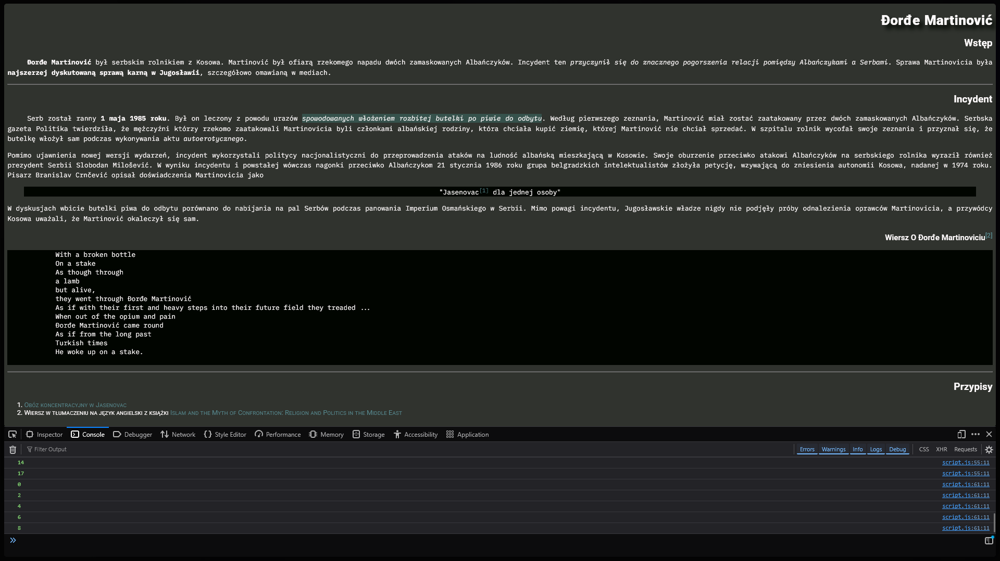 Đorđe Martinović
Wstęp
Đorđe Martinović był serbskim rolnikiem z Kosowa. Martinović był ofiarą rzekomego napadu dwóch zamaskowanych Albańczyków. Incydent ten przyczynił się do znacznego pogorszenia relacji pomiędzy Albańczykami a Serbami. Sprawa Martinovicia była
najszerzej dyskutowaną sprawą karną w Jugosławii, szczegółowo omawianą w mediach.
Incydent
Serb został ranny 1 maja 1985 roku. Był on leczony z powodu urazów spowodowanych włożeniem rozbitej butelki po piwie do odbytu. Według pierwszego zeznania, Martinović miał zostać zaatakowany przez dwóch zamaskowanych Albańczyków. Serbska
gazeta Politika twierdziła, że mężczyźni którzy rzekomo zaatakowali Martinovicia byli członkami albańskiej rodziny, która chciała kupić ziemię, której Martinović nie chciał sprzedać. W szpitalu rolnik wycofał swoje zeznania i przyznał się, że
butelkę włożył sam podczas wykonywania aktu autoerotycznego.
Pomimo ujawnienia nowej wersji wydarzeń, incydent wykorzystali politycy nacjonalistyczni do przeprowadzenia ataków na ludność albańską mieszkającą w Kosowie. Swoje oburzenie przeciwko atakowi Albańczyków na serbskiego rolnika wyraził również
prezydent Serbii Slobodan Milošević. W wyniku incydentu i powstałej wówczas nagonki przeciwko Albańczykom 21 stycznia 1986 roku grupa belgradzkich intelektualistów złożyła petycję, wzywającą do zniesienia autonomii Kosowa, nadanej w 1974 roku.
Pisarz Branislav Crnčević opisał doświadczenia Martinovicia jako
"Jasenovac[1] dla jednej osoby"
W dyskusjach wbicie butelki piwa do odbytu porównano do nabijania na pal Serbów podczas panowania Imperium Osmańskiego w Serbii. Mimo powagi incydentu, Jugosławskie władze nigdy nie podjęły próby odnalezienia oprawców Martinovicia, a przywódcy
Kosowa uważali, że Martinović okaleczył się sam.
Wiersz O Đorđe Martinoviciu[2]
With a broken bottle
On a stake
As though through
a lamb
but alive,
they went through Đorđe Martinović
As if with their first and heavy steps into their future field they treaded ...
When out of the opium and pain
Đorđe Martinović came round
As if from the long past
Turkish times
He woke up on a stake.
Przypisy
1. Obóz koncentracyjny w Jasenovac
2. Wiersz w tłumaczeniu na język angielski z książki Islam and the Myth of Confrontation: Religion and Politics in the Middle East
Inspector Console Debugger Network Style Editor Performance Memory Storage Accessibility Application
Filter Output Errors Warnings Info Logs Debug CSS XHR Requests
14 script.js:55:11
17 script.js:55:11
0 script.js:61:11
2 script.js:61:11
4 script.js:61:11
6 script.js:61:11
8 script.js:61:11